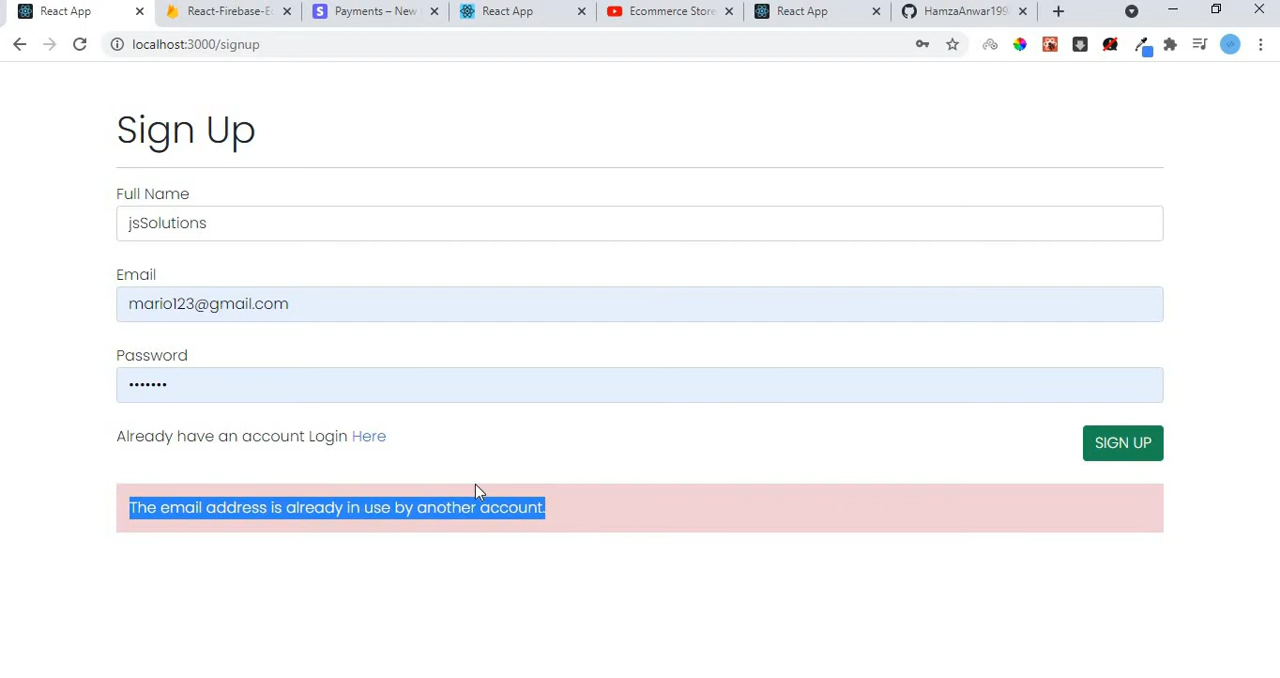 React App
React-Firebase-Ec
Payments – New
React App
Ecommerce Store
React App
HamzaAnwar199
localhost:3000/signup
Sign Up
Full Name
jsSolutions
Email
mario123@gmail.com
Password
•••••••
Already have an account Login Here
SIGN UP
The email address is already in use by another account.